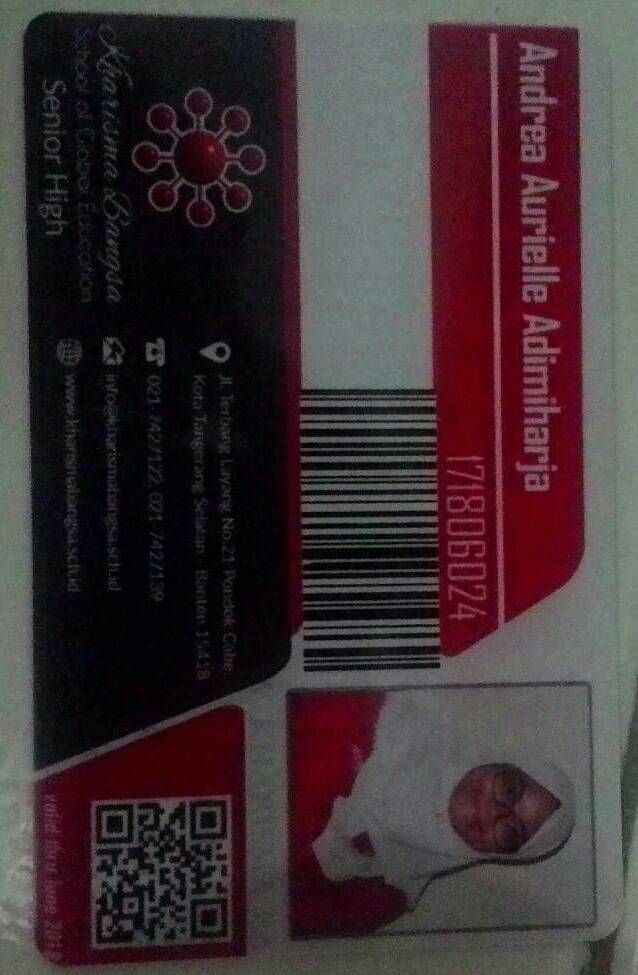 Andrea Aurielle Adimiharja
171806024
Kharisma Bangsa
School of Global Education
Senior High
Jl. Terbang Layang No.21 Pondok Cabe
Kota Tangerang Selatan - Banten 15418
021-7427122, 021-7427139
info@kharismabangsa.sch.id
www.kharismabangsa.sch.id
valid thru June